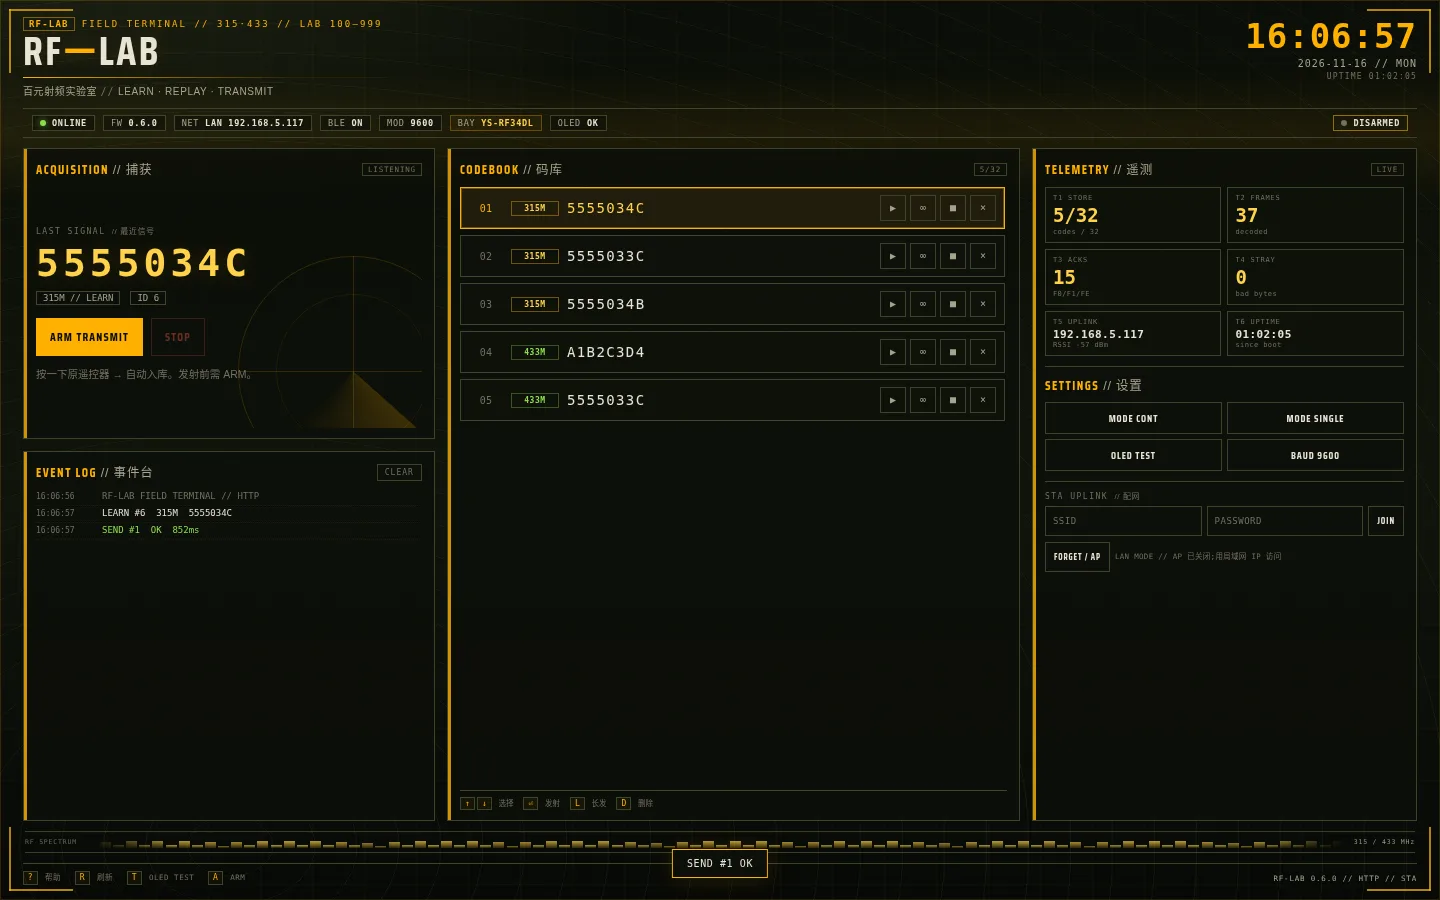 RF-LAB FIELD TERMINAL // 315·433 // LAB 100—999
RF—LAB
百元射频实验室 // LEARN · REPLAY · TRANSMIT
16:06:57
2026-11-16 // MON
UPTIME 01:02:05
ONLINE FW 0.6.0 NET LAN 192.168.5.117 BLE ON MOD 9600 BAY YS-RF34DL OLED OK DISARMED
ACQUISITION // 捕获 LISTENING
LAST SIGNAL // 最近信号
5555034C
315M // LEARN ID 6
ARM TRANSMIT STOP
按一下原遥控器 → 自动入库。发射前需 ARM。
EVENT LOG // 事件台 CLEAR
16:06:56 RF-LAB FIELD TERMINAL // HTTP
16:06:57 LEARN #6 315M 5555034C
16:06:57 SEND #1 OK 852ms
CODEBOOK // 码库 5/32
01 315M 5555034C ▶ ∞ ■ ×
02 315M 5555033C ▶ ∞ ■ ×
03 315M 5555034B ▶ ∞ ■ ×
04 433M A1B2C3D4 ▶ ∞ ■ ×
05 433M 5555033C ▶ ∞ ■ ×
↑ ↓ 选择 ⏎ 发射 L 长发 D 删除
TELEMETRY // 遥测 LIVE
T1 STORE
5/32
codes / 32
T2 FRAMES
37
decoded
T3 ACKS
15
F0/F1/FE
T4 STRAY
0
bad bytes
T5 UPLINK
192.168.5.117
RSSI -57 dBm
T6 UPTIME
01:02:05
since boot
SETTINGS // 设置
MODE CONT MODE SINGLE
OLED TEST BAUD 9600
STA UPLINK // 配网
SSID PASSWORD JOIN
FORGET / AP LAN MODE // AP 已关闭;用局域网 IP 访问
RF SPECTRUM 315 / 433 MHz
SEND #1 OK
? 帮助 R 刷新 T OLED TEST A ARM
RF-LAB 0.6.0 // HTTP // STA